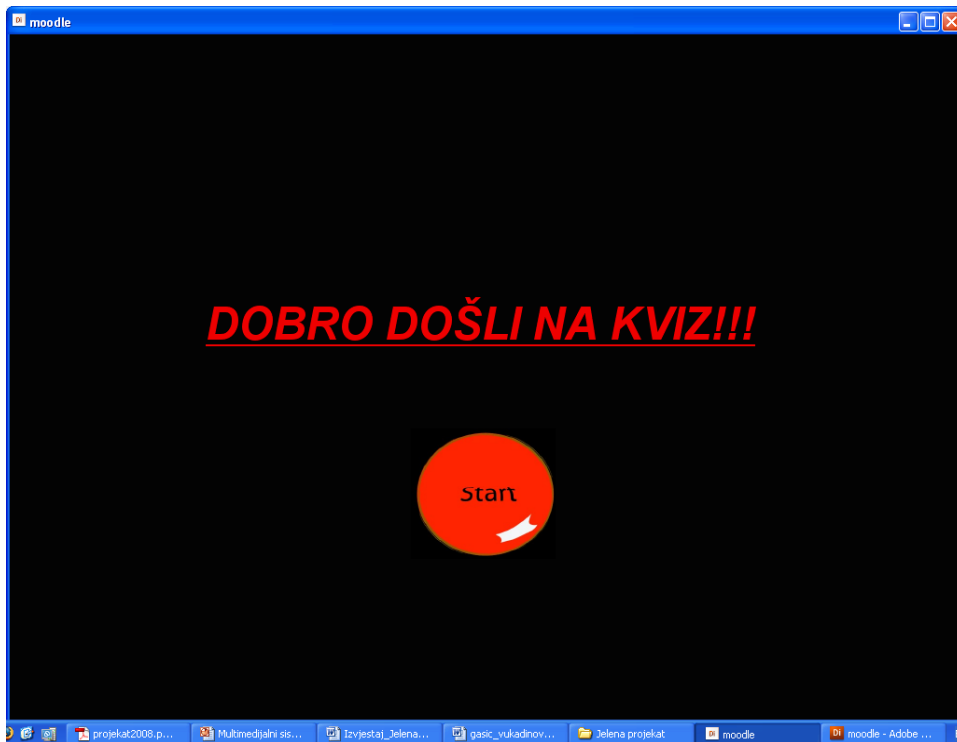 moodle
DOBRO DOŠLI NA KVIZ!!!
Start
projekat2008.p...
Multimedijalni sis...
Izvjestaj_Jelena...
gasic_vukadinov...
Jelena projekat
moodle
moodle - Adobe ...